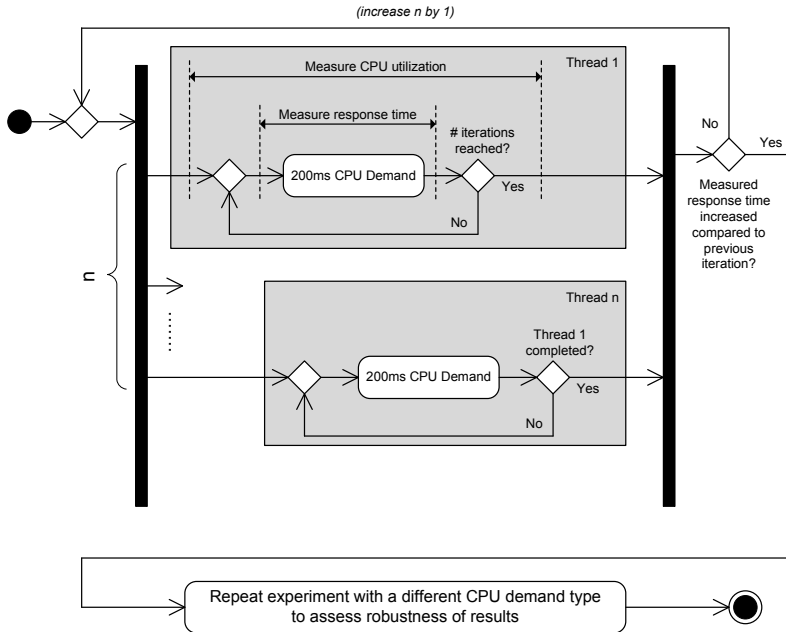 (increase n by 1)
Measure CPU utilization
Thread 1
Measure response time
# iterations
reached?
No
Yes
200ms CPU Demand
Yes
No
Measured
response time
increased
compared to
previous
iteration?
n
Thread n
Thread 1
completed?
200ms CPU Demand
Yes
No
Repeat experiment with a different CPU demand type
to assess robustness of results